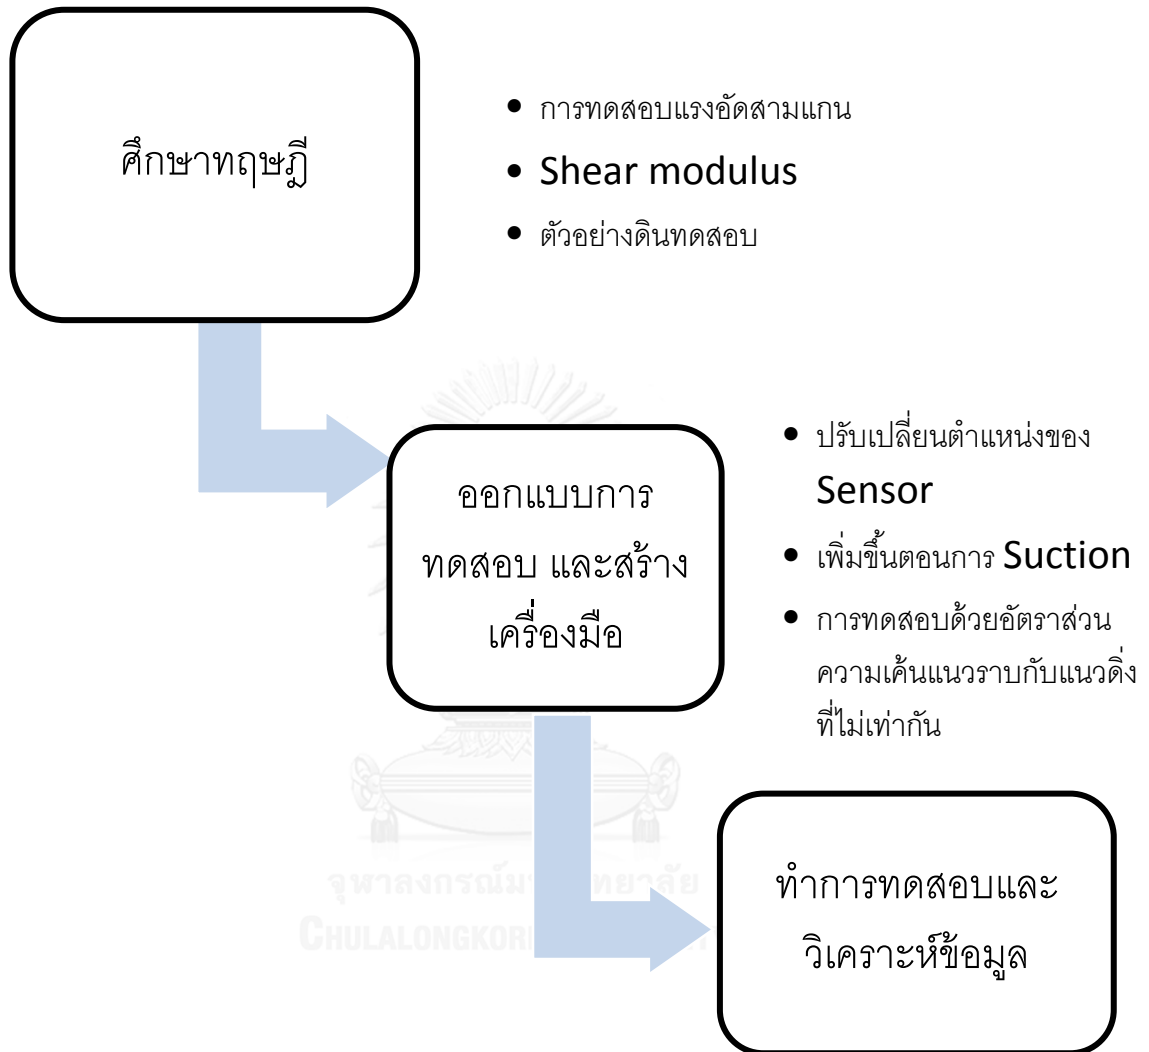 ศึกษาทฤษฎี
• การทดสอบแรงอัดสามแกน
• Shear modulus
• ตัวอย่างดินทดสอบ
ออกแบบการ
ทดสอบ และสร้าง
เครื่องมือ
• ปรับเปลี่ยนตำแหน่งของ
Sensor
• เพิ่มขึ้นตอนการ Suction
• การทดสอบด้วยอัตราส่วน
ความเค้นแนวราบกับแนวดิ่ง
ที่ไม่เท่ากัน
ทำการทดสอบและ
วิเคราะห์ข้อมูล